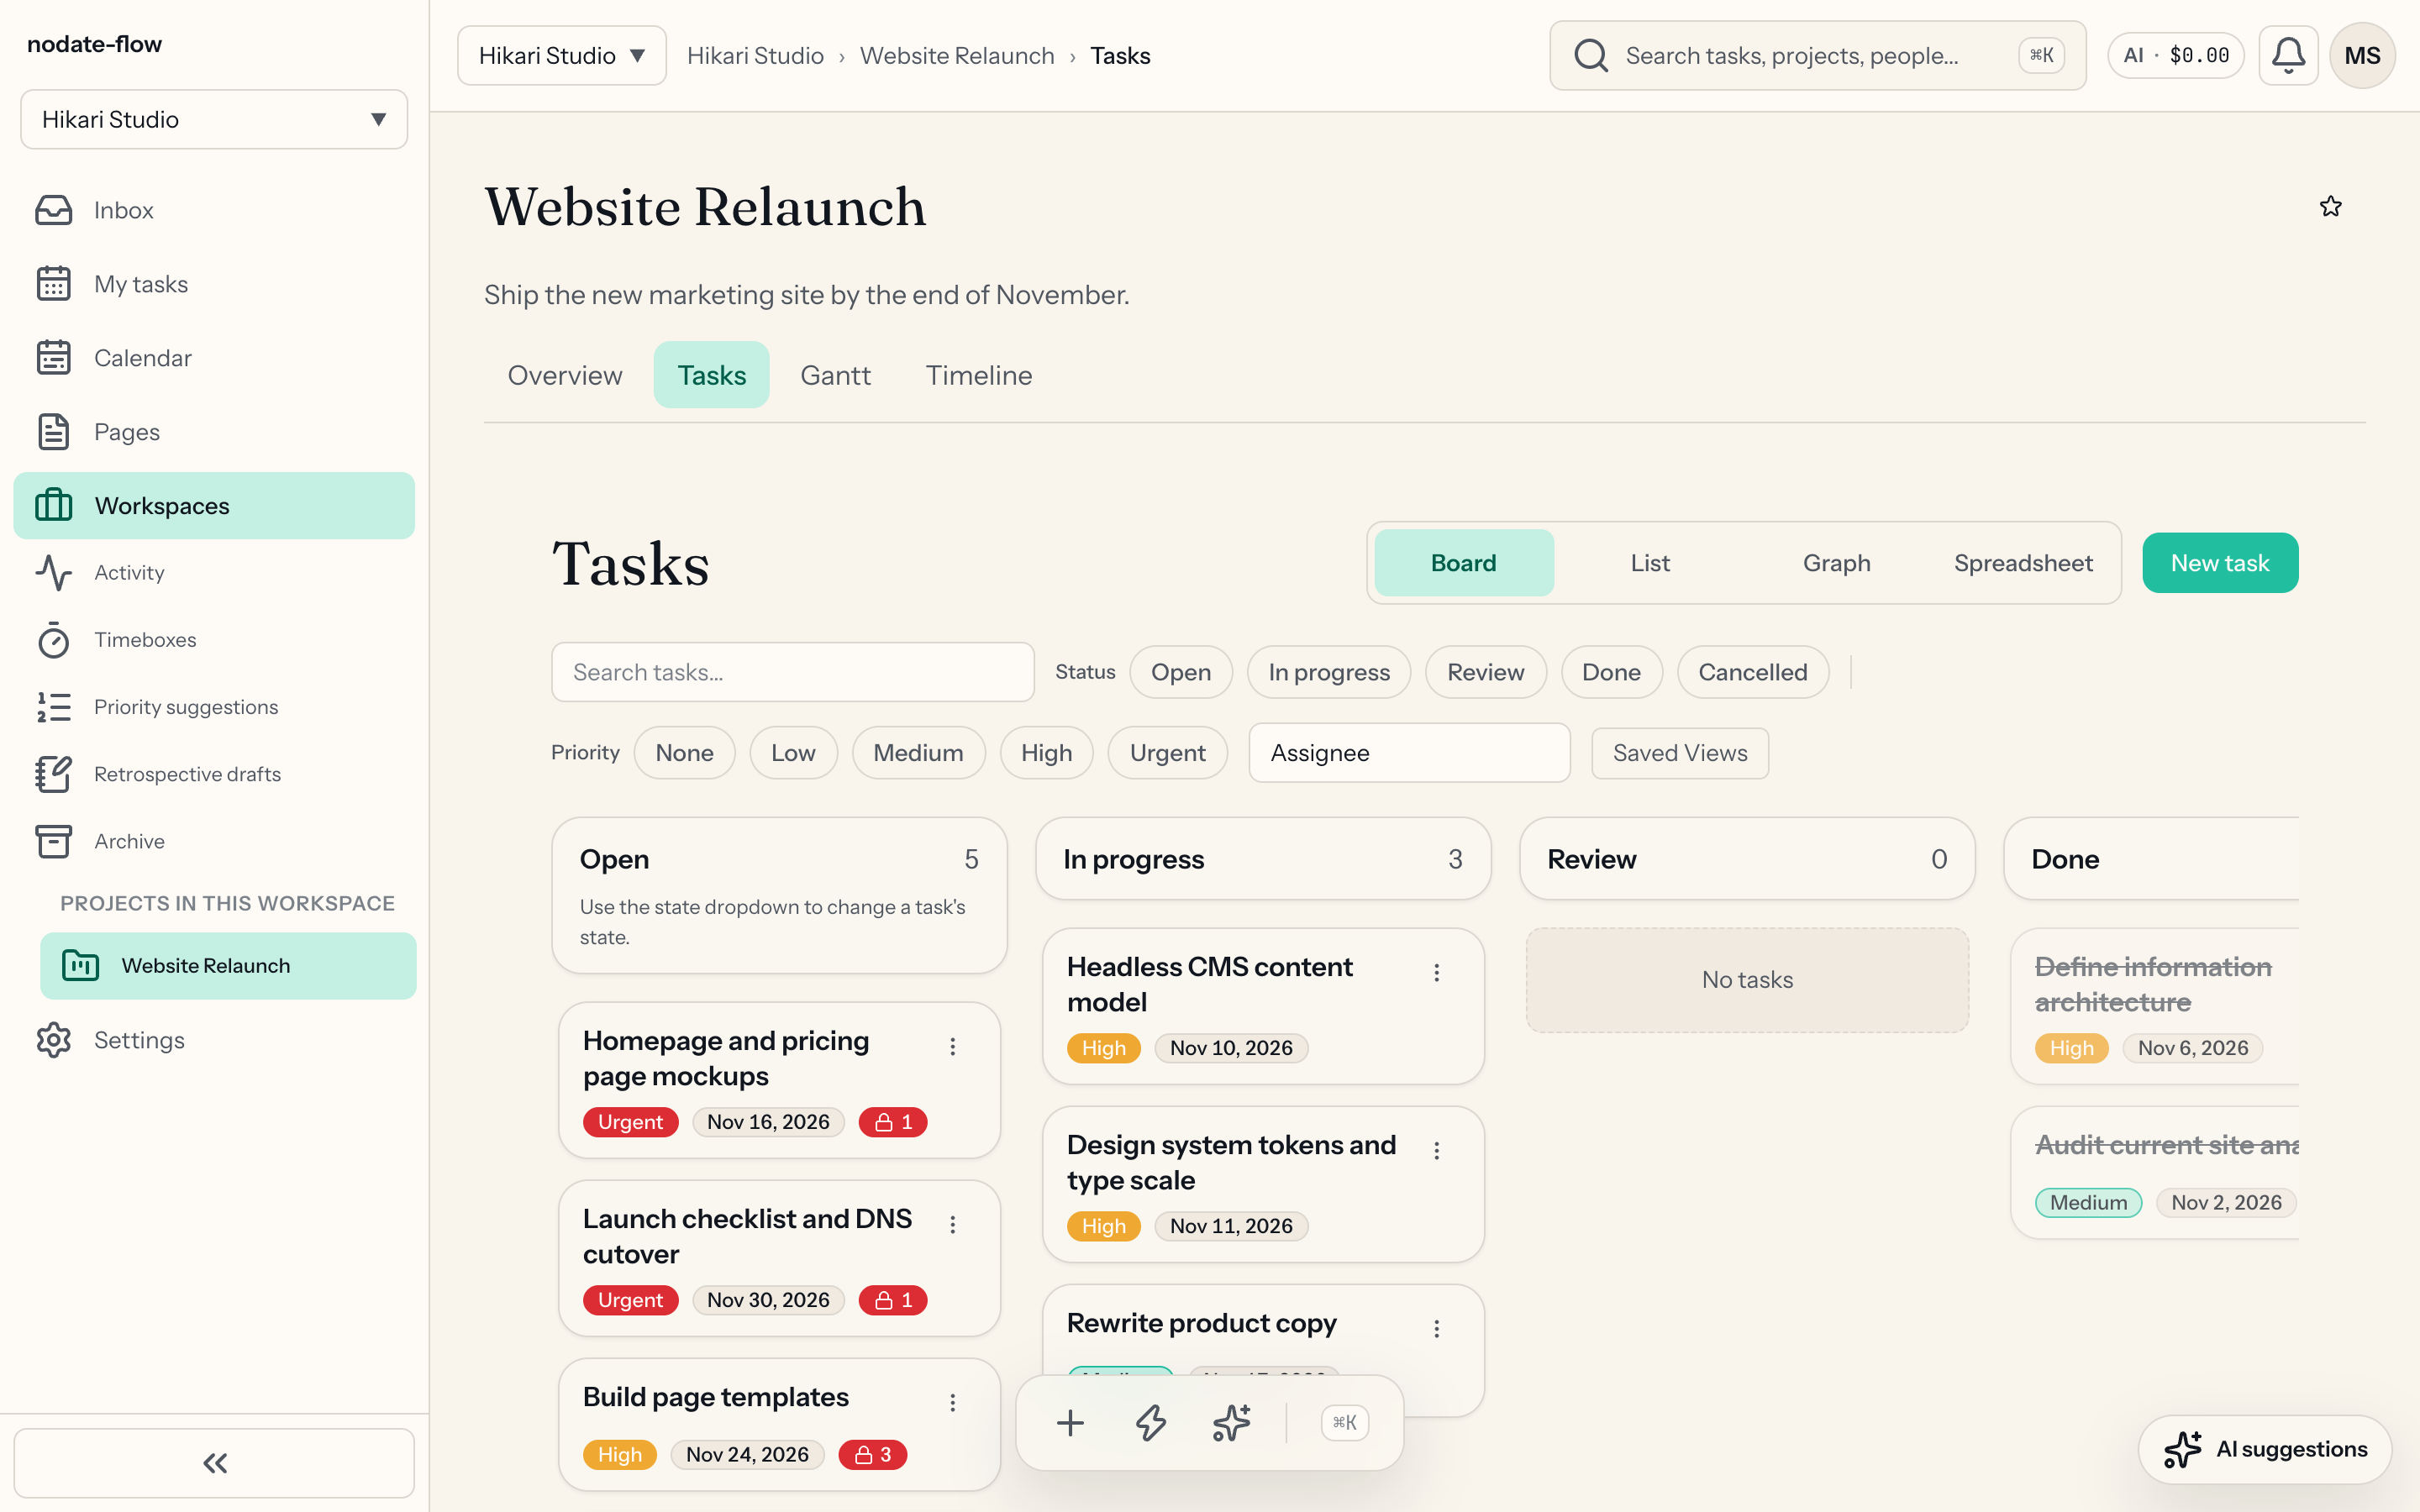 nodate-flow
Hikari Studio ▼
Inbox
My tasks
Calendar
Pages
Workspaces
Activity
Timeboxes
Priority suggestions
Retrospective drafts
Archive
PROJECTS IN THIS WORKSPACE
Website Relaunch
Settings
Hikari Studio ▼
Hikari Studio › Website Relaunch › Tasks
Search tasks, projects, people... ⌘K
AI · $0.00
MS
Website Relaunch
Ship the new marketing site by the end of November.
Overview Tasks Gantt Timeline
Tasks
Board List Graph Spreadsheet
New task
Search tasks...
Status Open In progress Review Done Cancelled
Priority None Low Medium High Urgent Assignee Saved Views
Open 5
Use the state dropdown to change a task's
state.
Homepage and pricing
page mockups
Urgent Nov 16, 2026 1
Launch checklist and DNS
cutover
Urgent Nov 30, 2026 1
Build page templates
High Nov 24, 2026 3
In progress 3
Headless CMS content
model
High Nov 10, 2026
Design system tokens and
type scale
High Nov 11, 2026
Rewrite product copy
Review 0
No tasks
Done
Define information
architecture
High Nov 6, 2026
Audit current site
Medium Nov 2, 2026
⌘K
AI suggestions